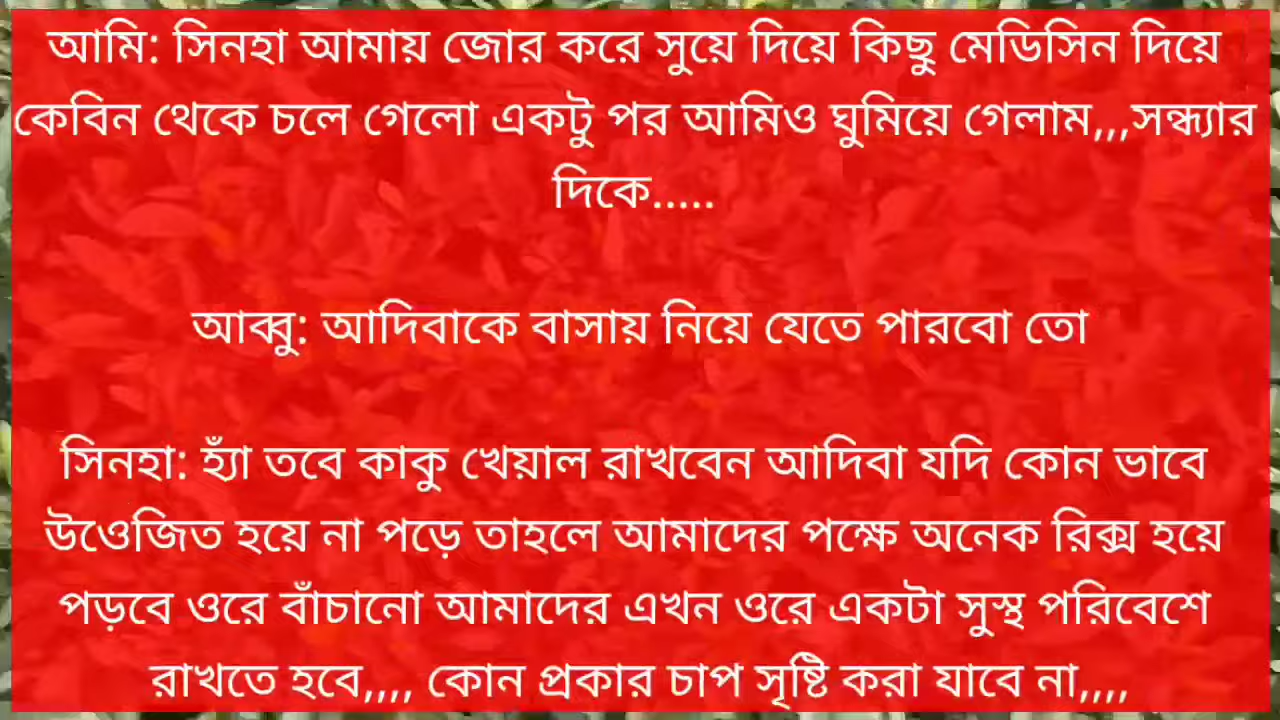 আমি: সিনহা আমায় জোর করে সুয়ে দিয়ে কিছু মেডিসিন দিয়ে
কেবিন থেকে চলে গেলো একটু পর আমিও ঘুমিয়ে গেলাম,,,সন্ধ্যার
দিকে.....
আব্বু: আদিবাকে বাসায় নিয়ে যেতে পারবো তো
সিনহা: হ্যাঁ তবে কাকু খেয়াল রাখবেন আদিবা যদি কোন ভাবে
উওেজিত হয়ে না পড়ে তাহলে আমাদের পক্ষে অনেক রিক্স হয়ে
পড়বে ওরে বাঁচানো আমাদের এখন ওরে একটা সুস্থ পরিবেশে
রাখতে হবে,,,, কোন প্রকার চাপ সৃষ্টি করা যাবে না,,,,